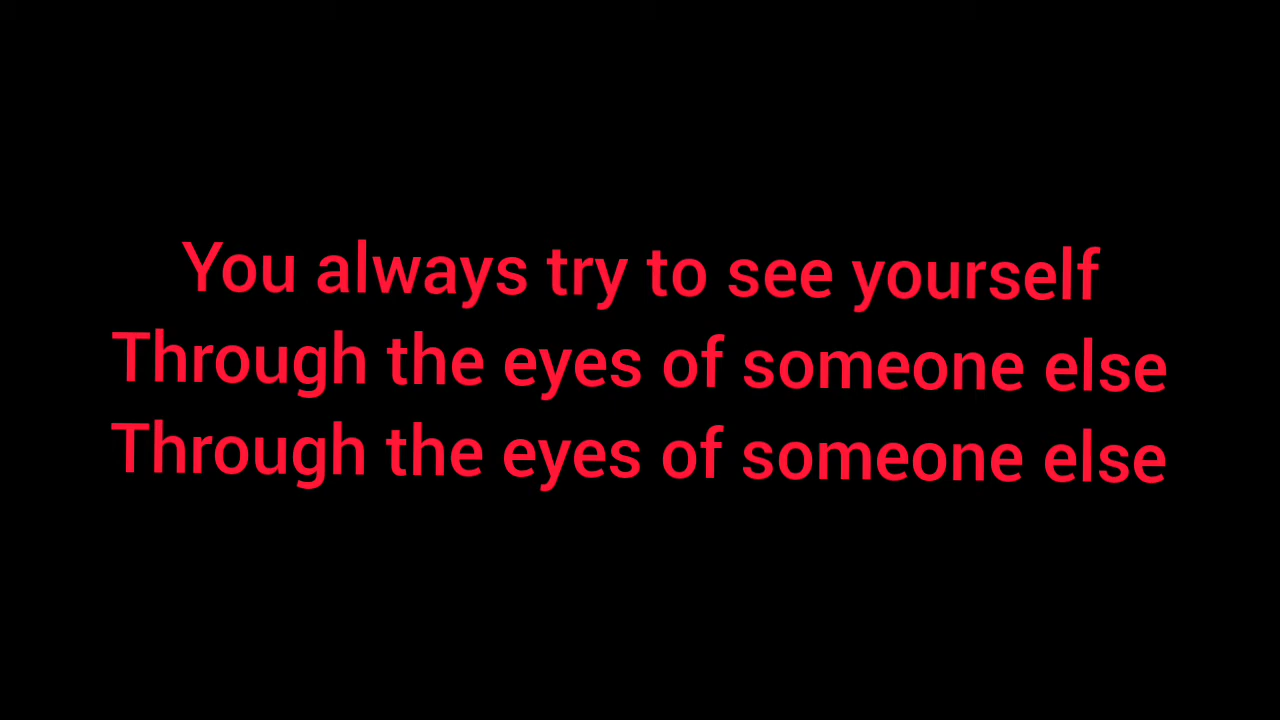 You always try to see yourself
Through the eyes of someone else
Through the eyes of someone else